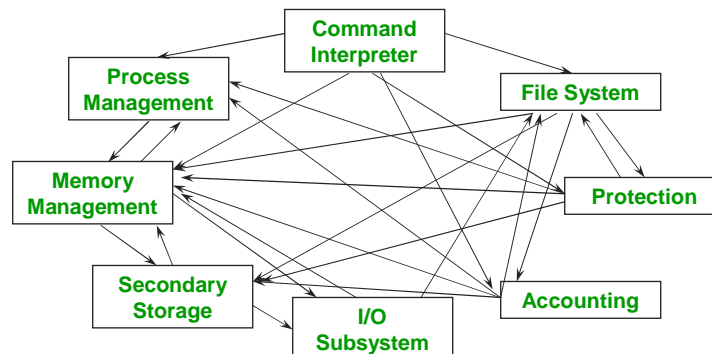 Command
Interpreter
Process
Management
File System
Memory
Management
Protection
Secondary
Storage
Accounting
I/O
Subsystem